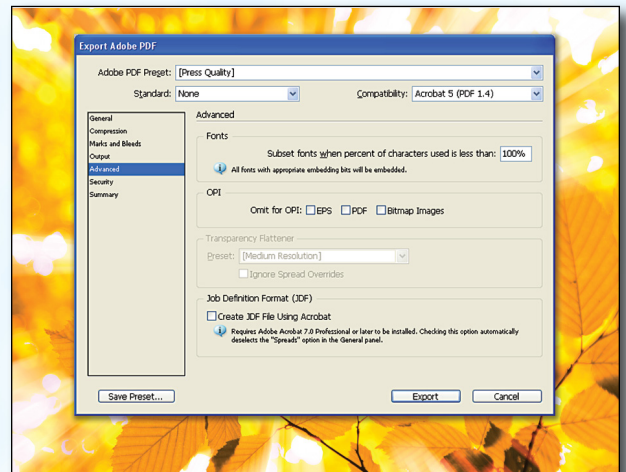 Export Adobe PDF
Adobe PDF Preset: [Press Quality]
Standard: None Compatibility: Acrobat 5 (PDF 1.4)
General
Compression
Marks and Bleeds
Output
Advanced
Security
Summary
Advanced
Fonts
Subset fonts when percent of characters used is less than: 100%
All fonts with appropriate embedding bits will be embedded.
OPI
Omit for OPI: EPS PDF Bitmap Images
Transparency Flattener
Preset: [Medium Resolution]
Ignore Spread Overrides
Job Definition Format (JDF)
Create JDF File Using Acrobat
Requires Adobe Acrobat 7.0 Professional or later to be installed. Checking this option automatically
deselects the "Spreads" option in the General panel.
Save Preset... Export Cancel